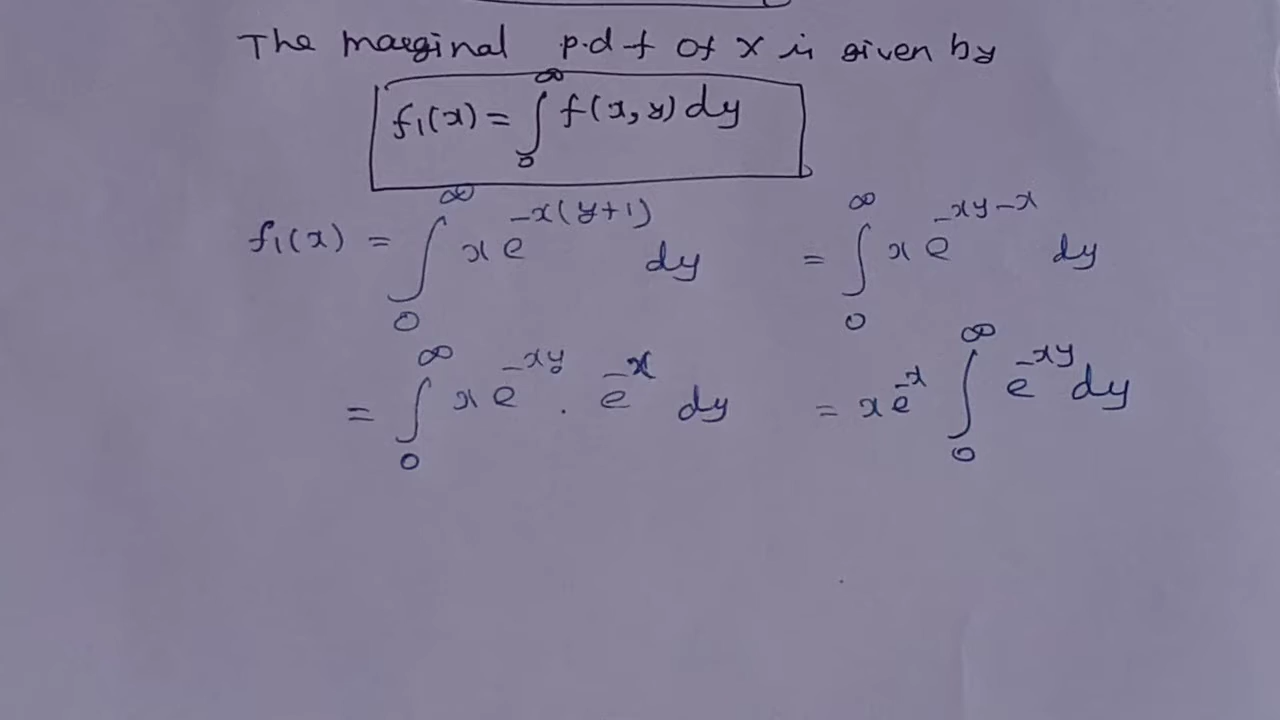 The marginal p.d.f of x is given by
f₁(x) = ∫₀^∞ f(x, y) dy
f₁(x) = ∫₀^∞ x e^{-x(y+1)} dy = ∫₀^∞ x e^{-xy-x} dy
= ∫₀^∞ x e^{-xy} . e^{-x} dy = x e^{-x} ∫₀^∞ e^{-xy} dy